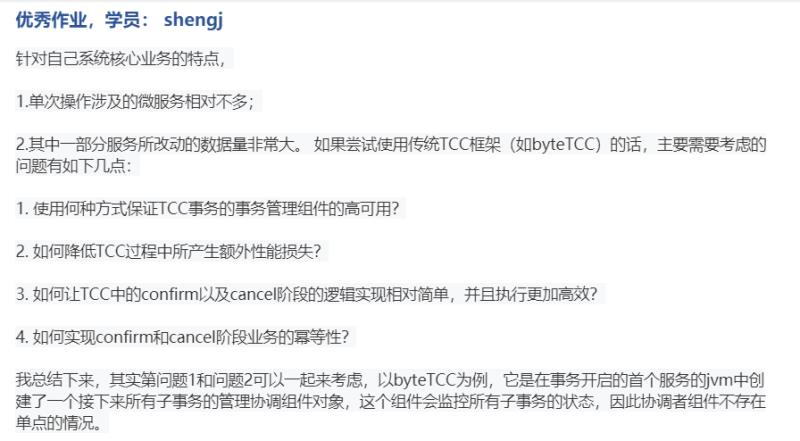 优秀作业，学员： shengj
针对自己系统核心业务的特点，
1.单次操作涉及的微服务相对不多；
2.其中一部分服务所改动的数据量非常大。 如果尝试使用传统TCC框架（如byteTCC）的话，主要需要考虑的
问题有如下几点：
1. 使用何种方式保证TCC事务的事务管理组件的高可用？
2. 如何降低TCC过程中所产生额外性能损失？
3. 如何让TCC中的confirm以及cancel阶段的逻辑实现相对简单，并且执行更加高效？
4. 如何实现confirm和cancel阶段业务的幂等性？
我总结下来，其实第问题1和问题2可以一起来考虑，以byteTCC为例，它是在事务开启的首个服务的jvm中创
建了一个接下来所有子事务的管理协调组件对象，这个组件会监控所有子事务的状态，因此协调者组件不存在
单点的情况。